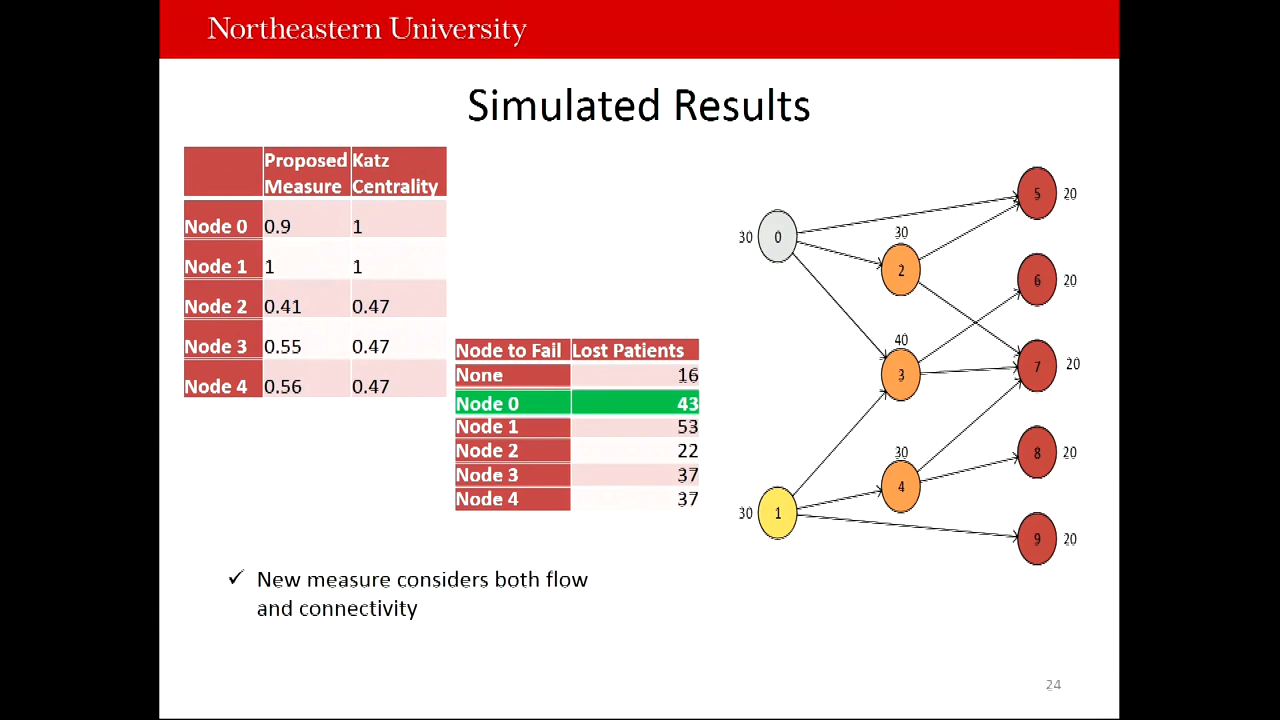 Northeastern University
Simulated Results
Proposed Measure Katz Centrality
Node 0 0.9 1
Node 1 1 1
Node 2 0.41 0.47
Node 3 0.55 0.47
Node 4 0.56 0.47
Node to Fail Lost Patients
None 16
Node 0 43
Node 1 53
Node 2 22
Node 3 37
Node 4 37
5 20
30 0
30
2
6 20
40
3
7 20
30
4
8 20
30 1
9 20
✓ New measure considers both flow
and connectivity
24